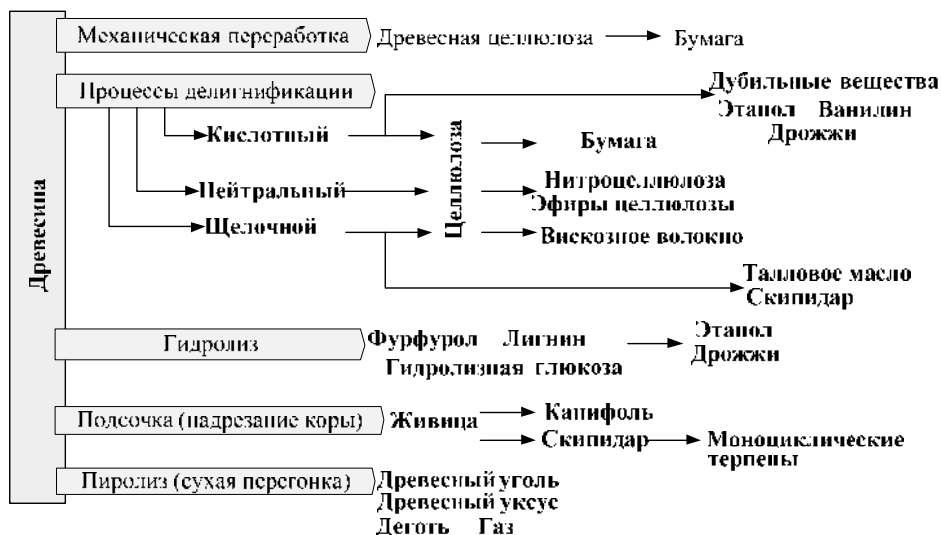 Механическая переработка Древесная целлюлоза Бумага
Процессы делигнификации
Дубильные вещества
Этанол Ванилин
Дрожжи
Кислотный
Нейтральный
Щелочной
Целлюлоза
Бумага
Нитроцеллюлоза
Эфиры целлюлозы
Вискозное волокно
Талловое масло
Скипидар
Древесина
Гидролиз
Фурфурол Лигнин
Гидролизная глюкоза
Этанол
Дрожжи
Подсочка (надрезание коры) Живица
Канифоль
Скипидар
Моноциклические
терпены
Пиролиз (сухая перегонка)
Древесный уголь
Древесный уксус
Деготь Газ